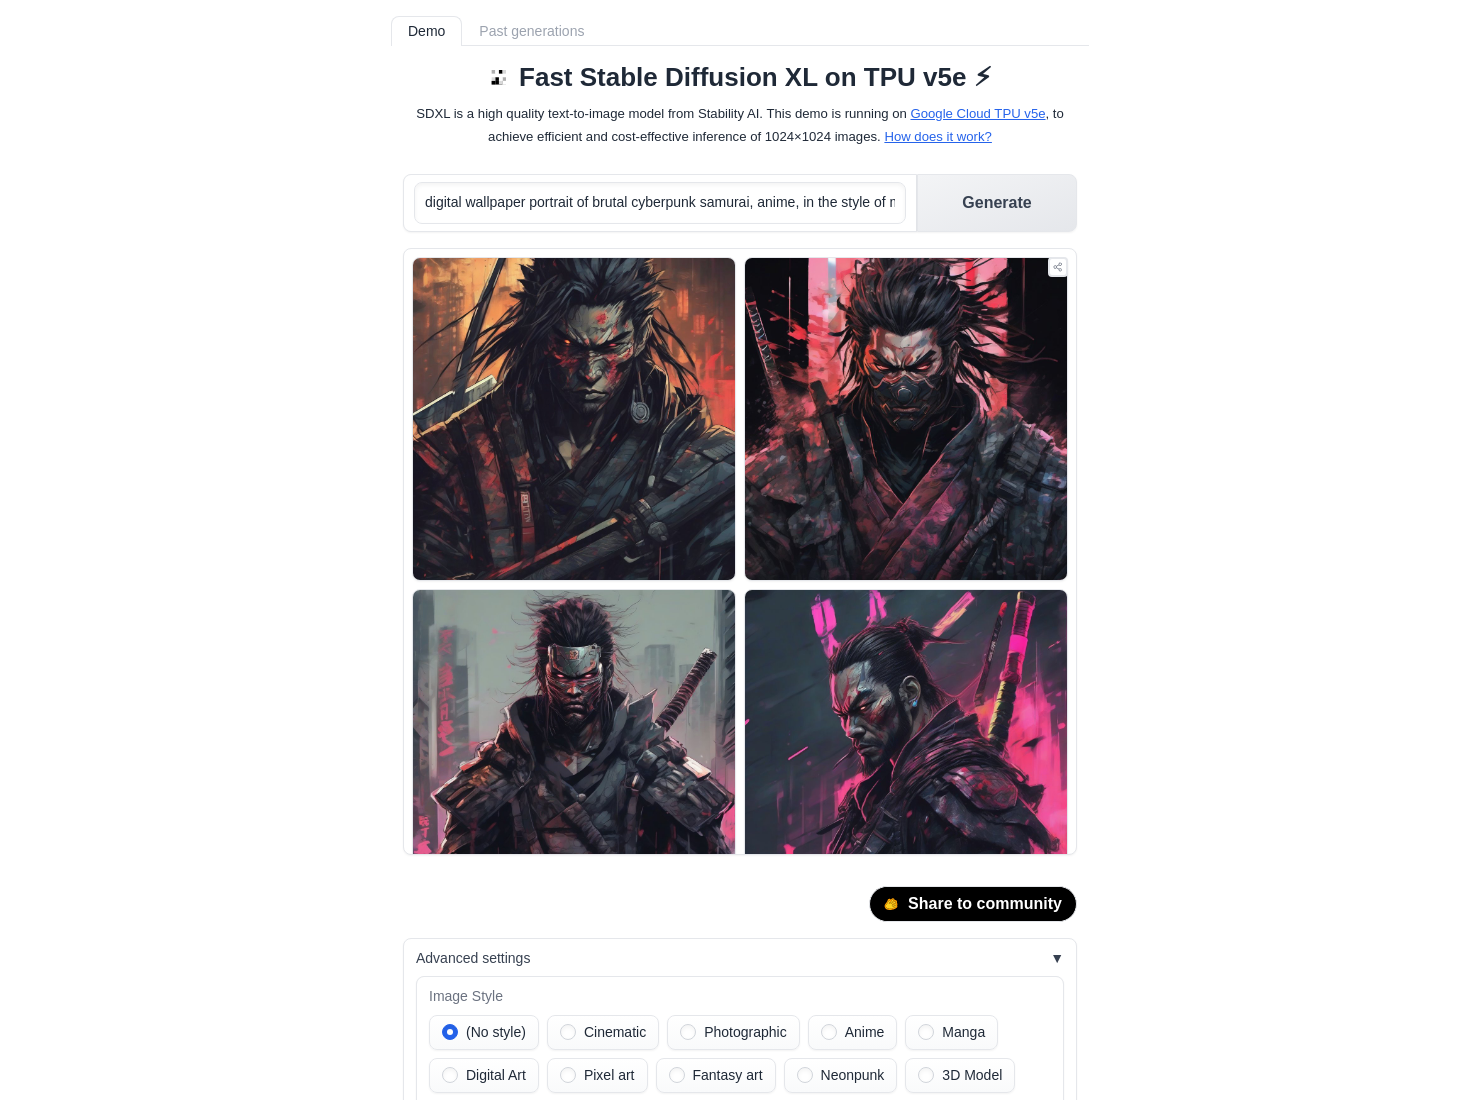 Demo
Past generations
Fast Stable Diffusion XL on TPU v5e ⚡
SDXL is a high quality text-to-image model from Stability AI. This demo is running on Google Cloud TPU v5e, to
achieve efficient and cost-effective inference of 1024×1024 images. How does it work?
digital wallpaper portrait of brutal cyberpunk samurai, anime, in the style of
Generate
Share to community
Advanced settings
▼
Image Style
(No style)
Cinematic
Photographic
Anime
Manga
Digital Art
Pixel art
Fantasy art
Neonpunk
3D Model